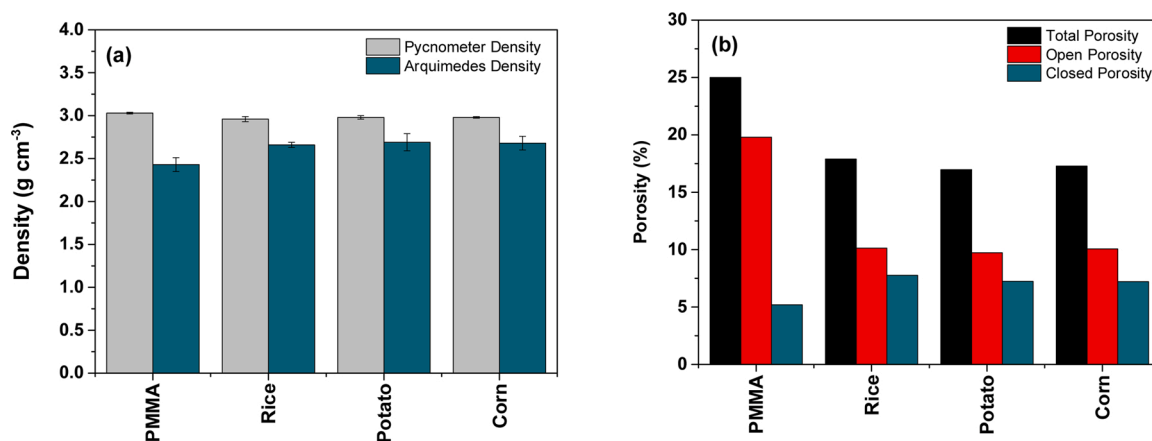 (a)
Pycnometer Density
Arquimedes Density
Density (g cm⁻³)
4.0
3.5
3.0
2.5
2.0
1.5
1.0
0.5
0.0
PMMA
Rice
Potato
Corn
(b)
Total Porosity
Open Porosity
Closed Porosity
Porosity (%)
30
25
20
15
10
5
0
PMMA
Rice
Potato
Corn